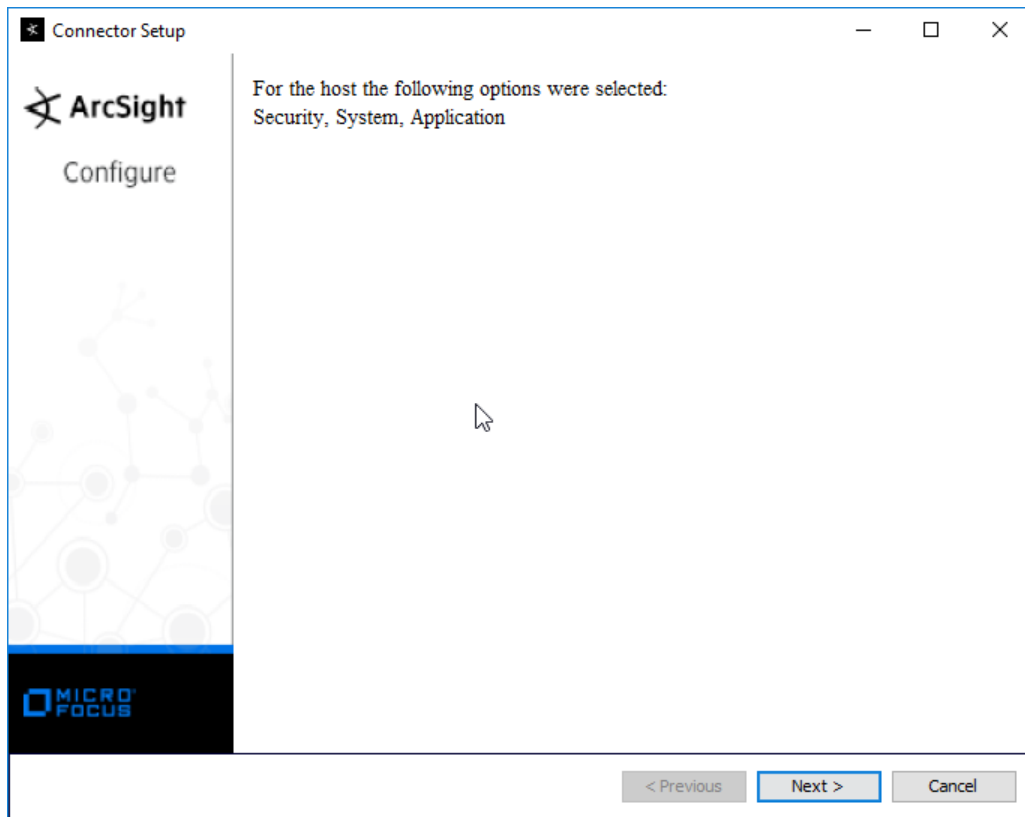 Connector Setup
ArcSight
Configure
For the host the following options were selected:
Security, System, Application
MICRO
FOCUS
< Previous
Next >
Cancel